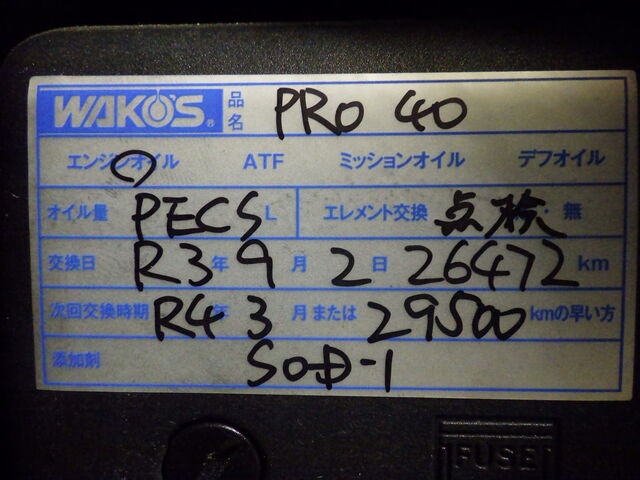 WAKO'S® 品名 PRO 40
エンジンオイル ATF ミッションオイル デフオイル
オイル量 PECS L エレメント交換 点検・無
交換日 R3年 9月 2日 26472 km
次回交換時期 R4年 3月または 29500 kmの早い方
添加剤 SOD-1
FUSE